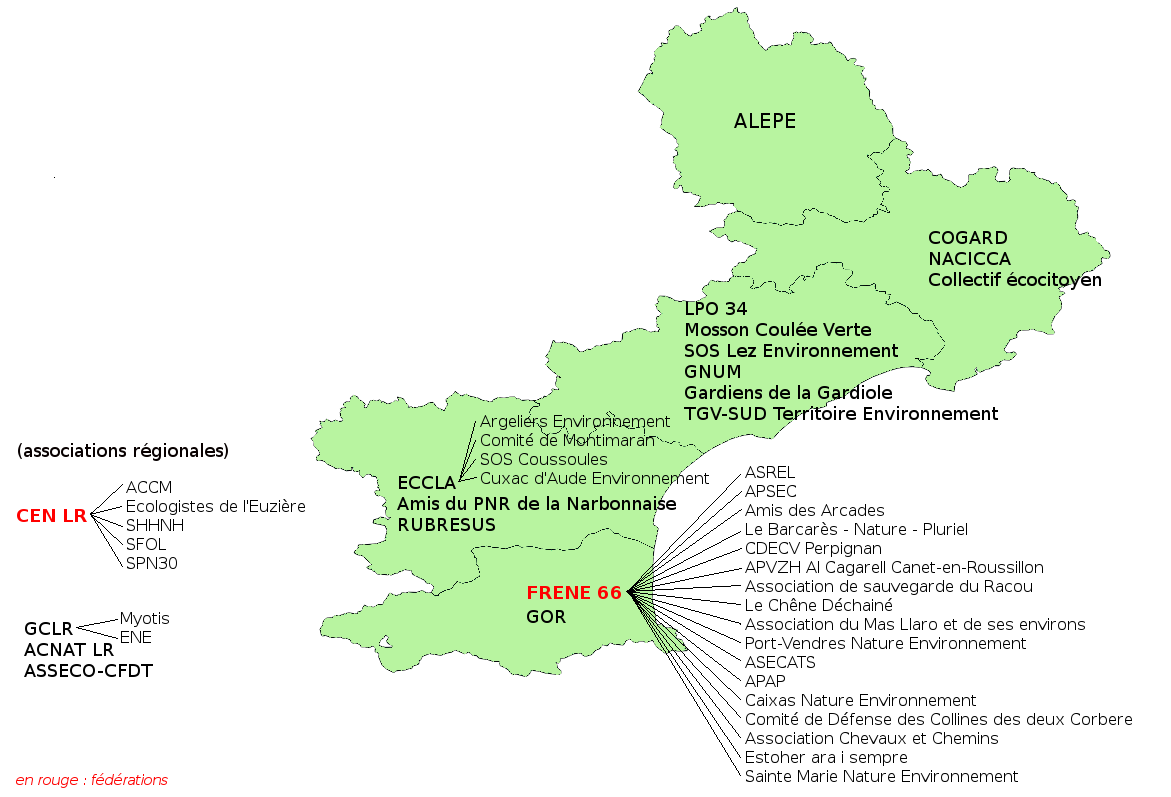 ALEPE
COGARD
NACICCA
Collectif écocitoyen
LPO 34
Mosson Coulée Verte
SOS Lez Environnement
GNUM
Gardiens de la Gardiole
TGV-SUD Territoire Environnement
Argeliers Environnement
Comité de Montimaran
SOS Coussoules
Cuxac d'Aude Environnement
ECCLA
Amis du PNR de la Narbonnaise
RUBRESUS
(associations régionales)
CEN LR
ACCM
Ecologistes de l'Euzière
SHHNH
SFOL
SPN30
GCLR
Myotis
ENE
ACNAT LR
ASSECO-CFDT
FRENE 66
GOR
ASREL
APSEC
Amis des Arcades
Le Barcarès - Nature - Pluriel
CDECV Perpignan
APVZH Al Cagarell Canet-en-Roussillon
Association de sauvegarde du Racou
Le Chêne Déchainé
Association du Mas Llaro et de ses environs
Port-Vendres Nature Environnement
ASECATS
APAP
Caixas Nature Environnement
Comité de Défense des Collines des deux Corbere
Association Chevaux et Chemins
Estoher ara i sempre
Sainte Marie Nature Environnement
en rouge : fédérations